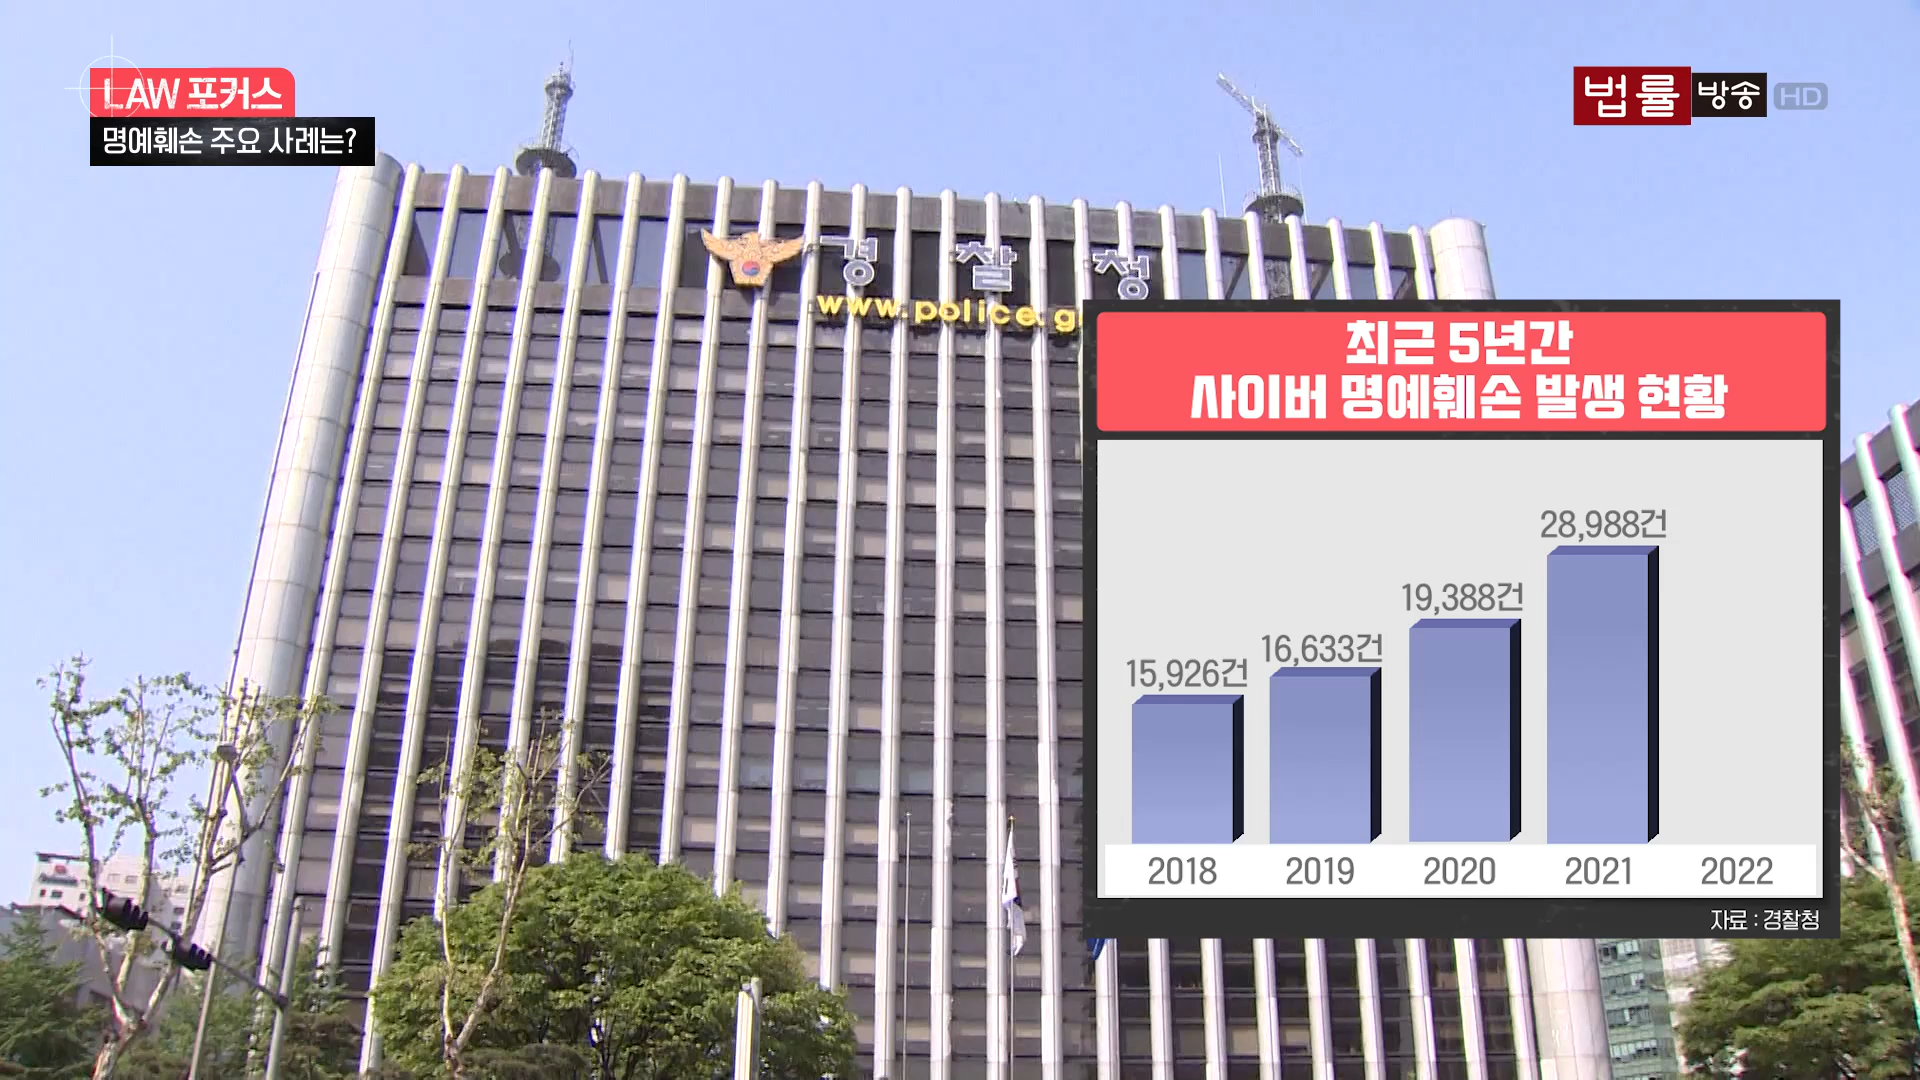 LAW 포커스
명예훼손 주요 사례는?
법률방송 HD
경찰청
www.police.g
최근 5년간
사이버 명예훼손 발생 현황
28,988건
19,388건
16,633건
15,926건
2018 2019 2020 2021 2022
자료 : 경찰청